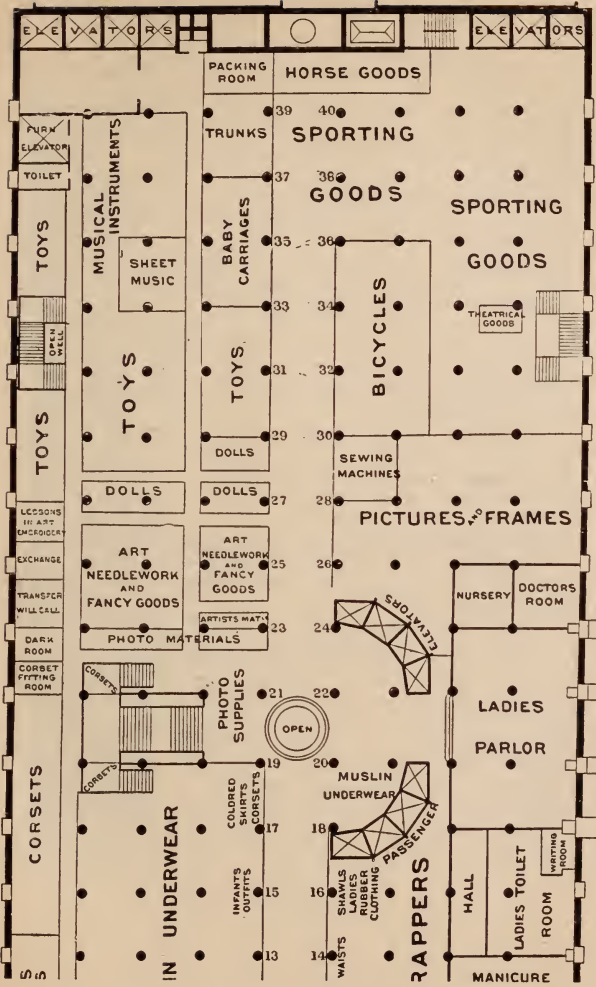 ELEVATORS
ELEVATORS
PACKING
ROOM
HORSE GOODS
39
40
TRUNKS
SPORTING
GOODS
FURN
ELEVATOR
TOILET
MUSICAL
INSTRUMENTS
37
38
SPORTING
GOODS
TOYS
SHEET
MUSIC
BABY
CARRIAGES
35
36
33
34
THEATRICAL
GOODS
OPEN
WELL
TOYS
TOYS
31
32
BICYCLES
TOYS
29
30
DOLLS
SEWING
MACHINES
DOLLS
DOLLS
27
28
PICTURES AND FRAMES
LESSONS
IN ART
EMBROIDERY
EXCHANGE
ART
NEEDLEWORK
AND
FANCY GOODS
ART
NEEDLEWORK
AND
FANCY
GOODS
25
26
NURSERY
DOCTORS
ROOM
TRANSFER
WILL CALL
ARTISTS MAT'L
23
24
ELEVATORS
DARK
ROOM
PHOTO MATERIALS
CORSET
FITTING
ROOM
CORSETS
PHOTO
SUPPLIES
21
22
OPEN
LADIES
PARLOR
CORSETS
19
20
MUSLIN
UNDERWEAR
PASSENGER
CORSETS
COLORED
SKIRTS
CORSETS
17
18
IN UNDERWEAR
INFANTS
OUTFITS
15
16
SHAWLS
LADIES
RUBBER
CLOTHING
RAPPERS
HALL
LADIES TOILET
ROOM
WRITING
ROOM
13
14
WAISTS
MANICURE